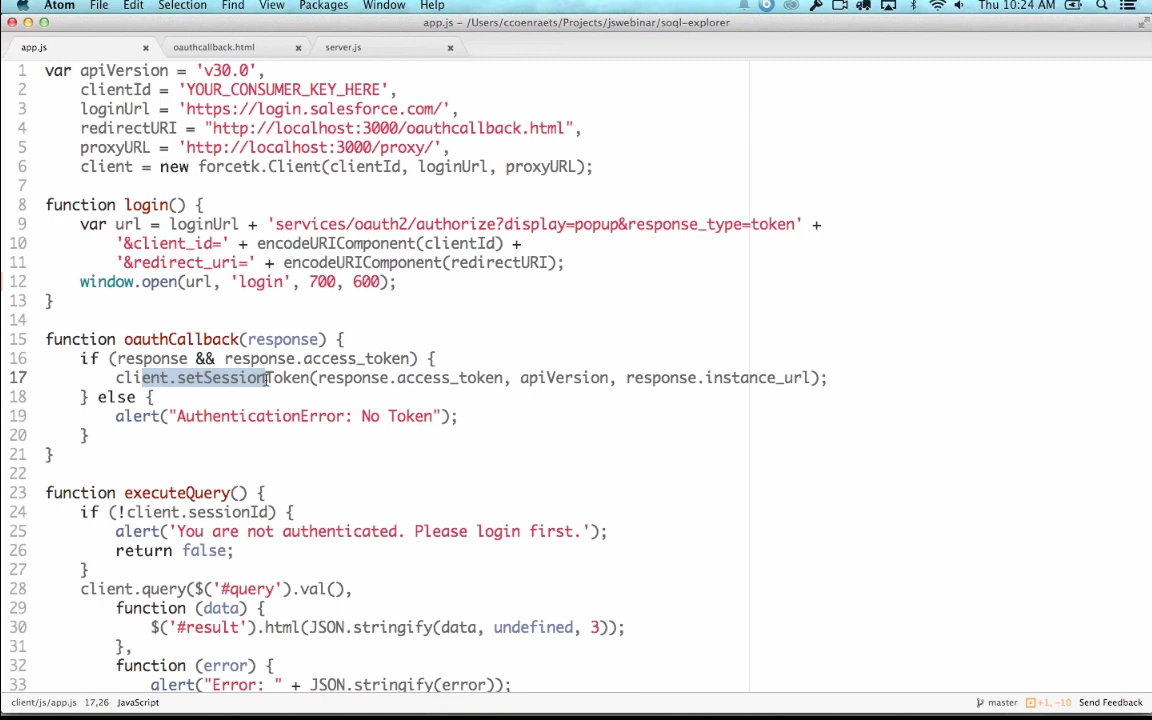 Atom File Edit Selection Find View Packages Window Help Thu 10:24 AM
app.js – /Users/ccoenraets/Projects/jswebinar/soql-explorer
app.js oauthcallback.html server.js
1 var apiVersion = 'v30.0',
2 clientId = 'YOUR_CONSUMER_KEY_HERE',
3 loginUrl = 'https://login.salesforce.com/',
4 redirectURI = "http://localhost:3000/oauthcallback.html",
5 proxyURL = 'http://localhost:3000/proxy/',
6 client = new forcetk.Client(clientId, loginUrl, proxyURL);
7
8 function login() {
9 var url = loginUrl + 'services/oauth2/authorize?display=popup&response_type=token' +
10 '&client_id=' + encodeURIComponent(clientId) +
11 '&redirect_uri=' + encodeURIComponent(redirectURI);
12 window.open(url, 'login', 700, 600);
13 }
14
15 function oauthCallback(response) {
16 if (response && response.access_token) {
17 client.setSessionToken(response.access_token, apiVersion, response.instance_url);
18 } else {
19 alert("AuthenticationError: No Token");
20 }
21 }
22
23 function executeQuery() {
24 if (!client.sessionId) {
25 alert('You are not authenticated. Please login first.');
26 return false;
27 }
28 client.query($('#query').val(),
29 function (data) {
30 $('#result').html(JSON.stringify(data, undefined, 3));
31 },
32 function (error) {
33 alert("Error: " + JSON.stringify(error));
client/js/app.js 17,26 JavaScript master +1, -10 Send Feedback